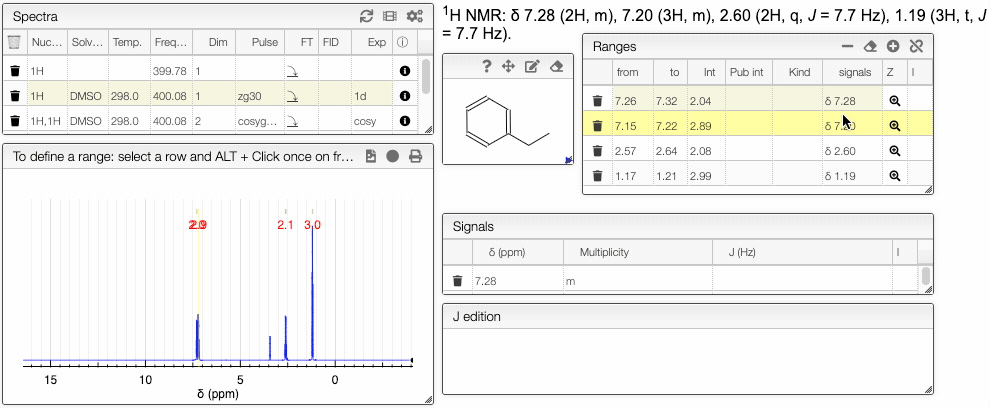 Spectra
Nuc... Solv... Temp. Freq... Dim Pulse FT FID Exp
1H 399.78 1
1H DMSO 298.0 400.08 1 zg30 1d
1H,1H DMSO 298.0 400.08 2 cosyg... cosy
To define a range: select a row and ALT + Click once on fr...
2.1 3.0
15 10 5 0
δ (ppm)
¹H NMR: δ 7.28 (2H, m), 7.20 (3H, m), 2.60 (2H, q, J = 7.7 Hz), 1.19 (3H, t, J
= 7.7 Hz).
?
Ranges
from to Int Pub int Kind signals Z I
7.26 7.32 2.04 δ 7.28
7.15 7.22 2.89 δ 7.20
2.57 2.64 2.08 δ 2.60
1.17 1.21 2.99 δ 1.19
Signals
δ (ppm) Multiplicity J (Hz) I
7.28 m
J edition